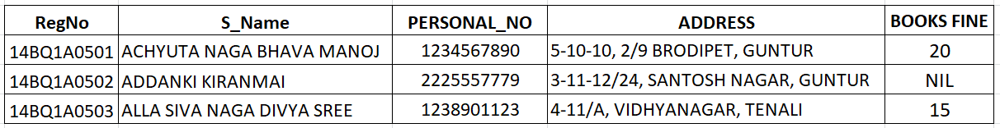 RegNo S_Name PERSONAL_NO ADDRESS BOOKS FINE
14BQ1A0501 ACHYUTA NAGA BHAVA MANOJ 1234567890 5-10-10, 2/9 BRODIPET, GUNTUR 20
14BQ1A0502 ADDANKI KIRANMAI 2225557779 3-11-12/24, SANTOSH NAGAR, GUNTUR NIL
14BQ1A0503 ALLA SIVA NAGA DIVYA SREE 1238901123 4-11/A, VIDHYANAGAR, TENALI 15